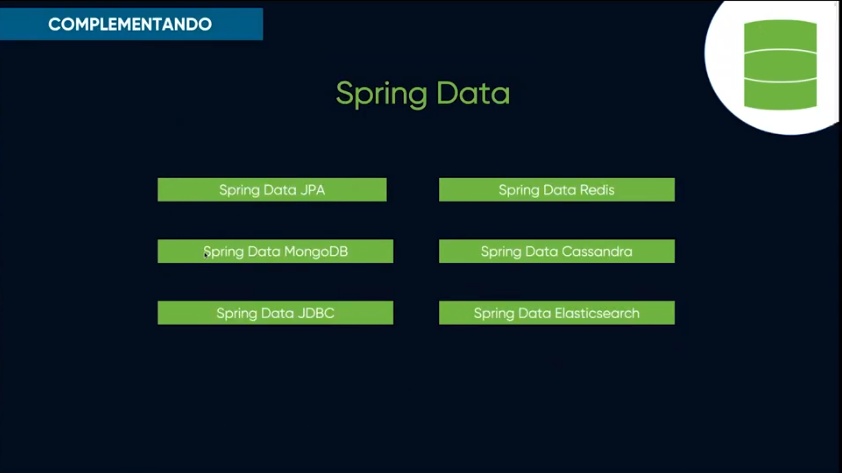 COMPLEMENTANDO
Spring Data
Spring Data JPA
Spring Data Redis
Spring Data MongoDB
Spring Data Cassandra
Spring Data JDBC
Spring Data Elasticsearch